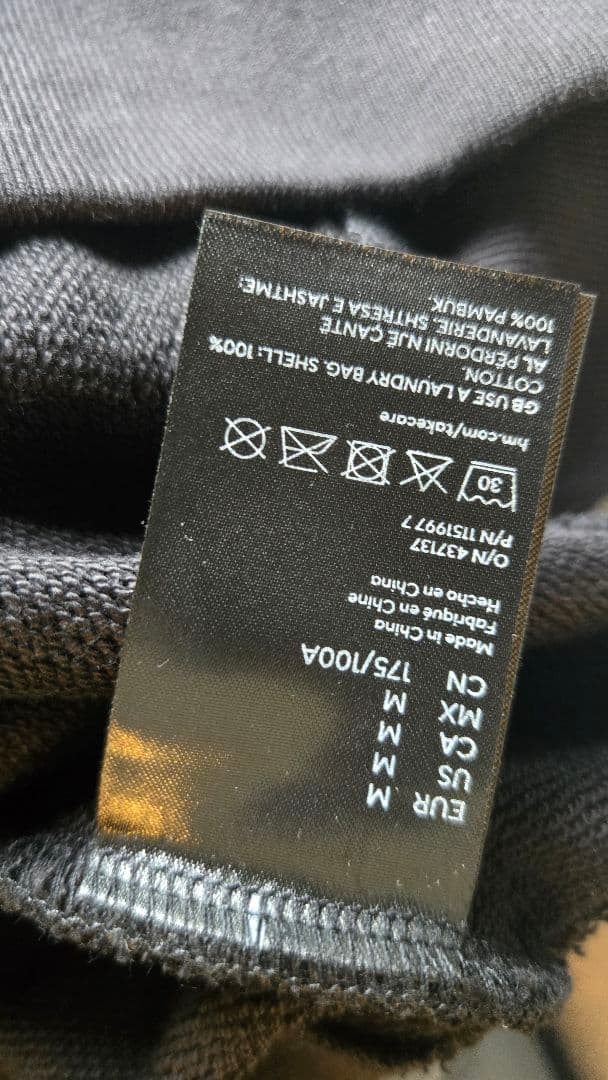 EUR M
US M
CA M
MX M
CN 175/100A
Made in China
Fabriqué en Chine
Hecho en China
O/N 437137
P/N 1151997 7
30
hm.com/takecare
GB USE A LAUNDRY BAG. SHELL: 100%
COTTON.
AL PËRDORNI NJË ÇANTË
LAVANDERIE. SHTRESA E JASHTME:
100% PAMBUK.